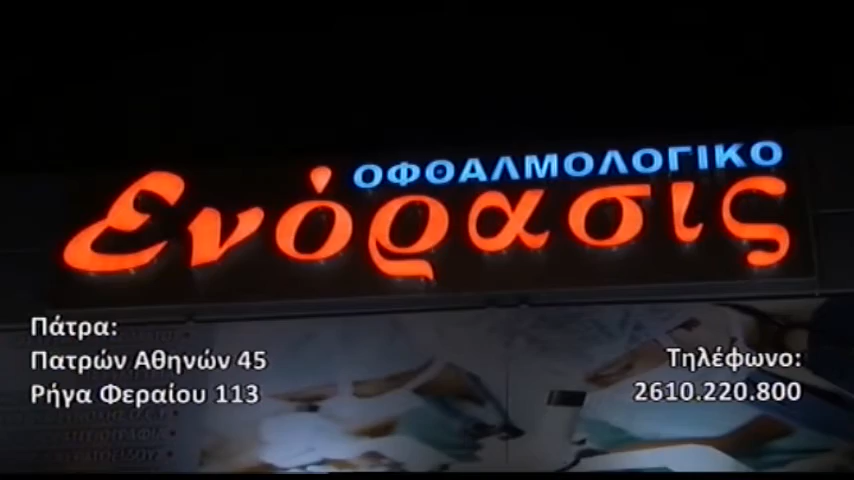 ΟΦΘΑΛΜΟΛΟΓΙΚΟ
Ενόρασις
Πάτρα:
Πατρών Αθηνών 45
Ρήγα Φεραίου 113
Τηλέφωνο:
2610.220.800